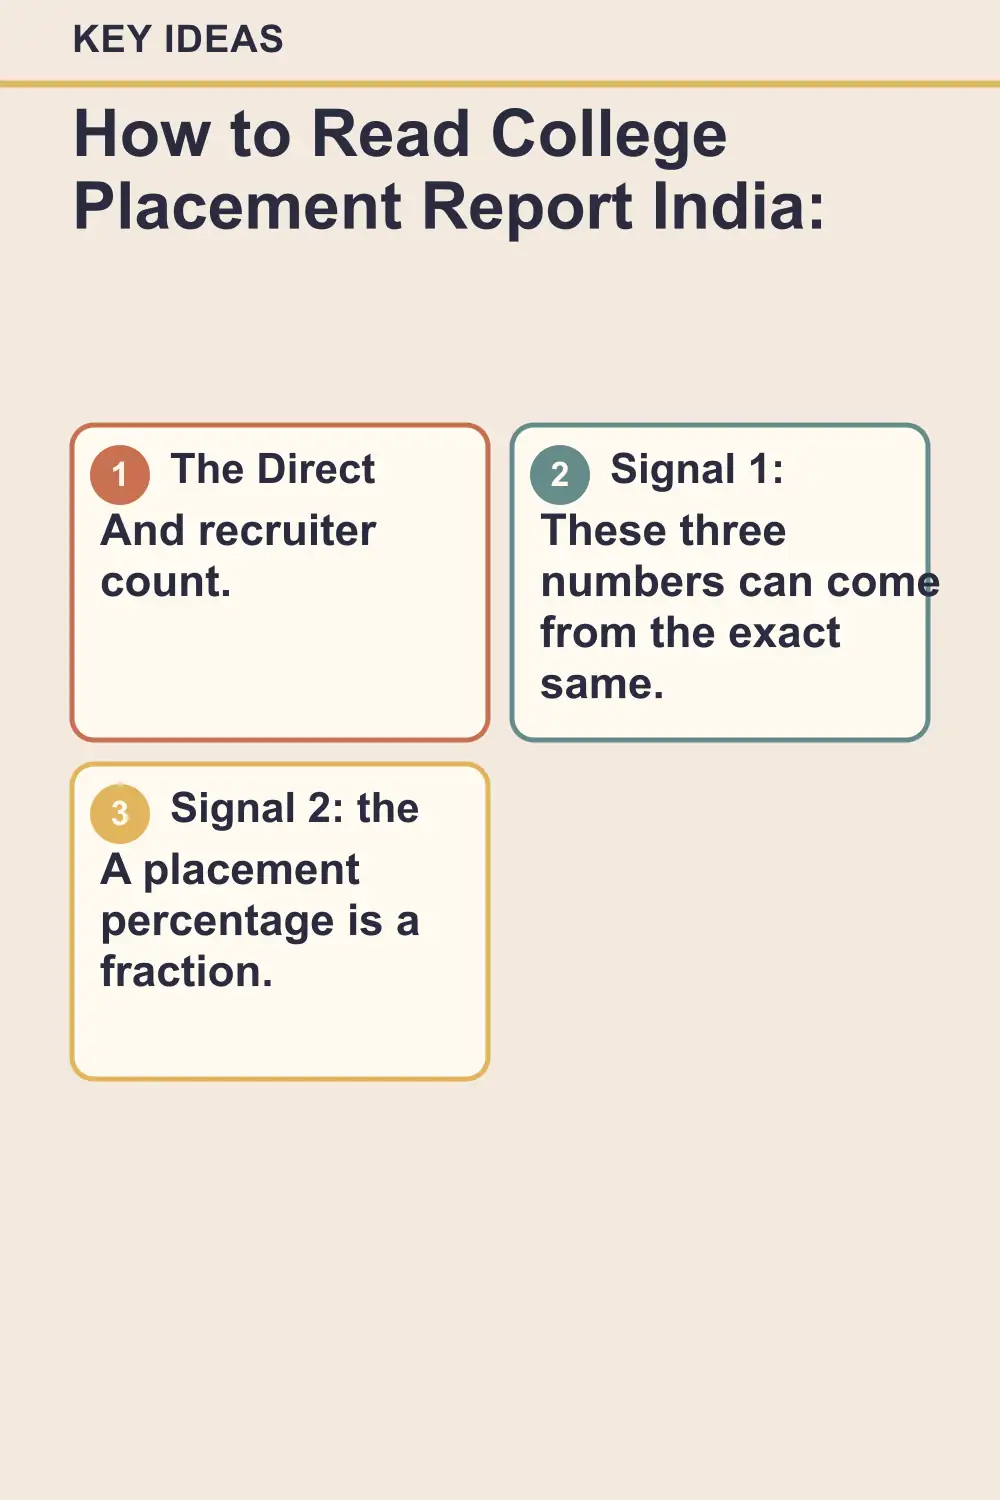 KEY IDEAS
How to Read College
Placement Report India:
1 The Direct
And recruiter
count.
2 Signal 1:
These three
numbers can come
from the exact
same.
3 Signal 2: the
A placement
percentage is a
fraction.